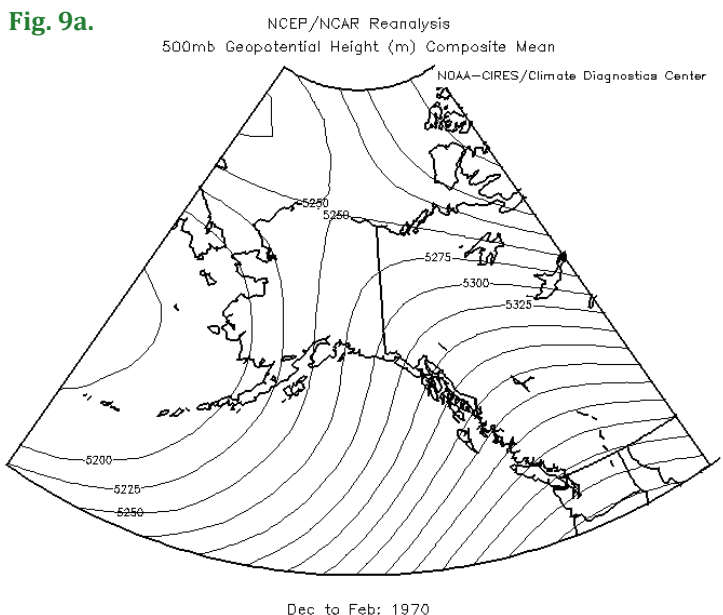 Fig. 9a.
NCEP/NCAR Reanalysis
500mb Geopotential Height (m) Composite Mean
NOAA-CIRES/Climate Diagnostics Center
5250
5250
5275
5300
5325
5200
5225
5250
Dec to Feb: 1970